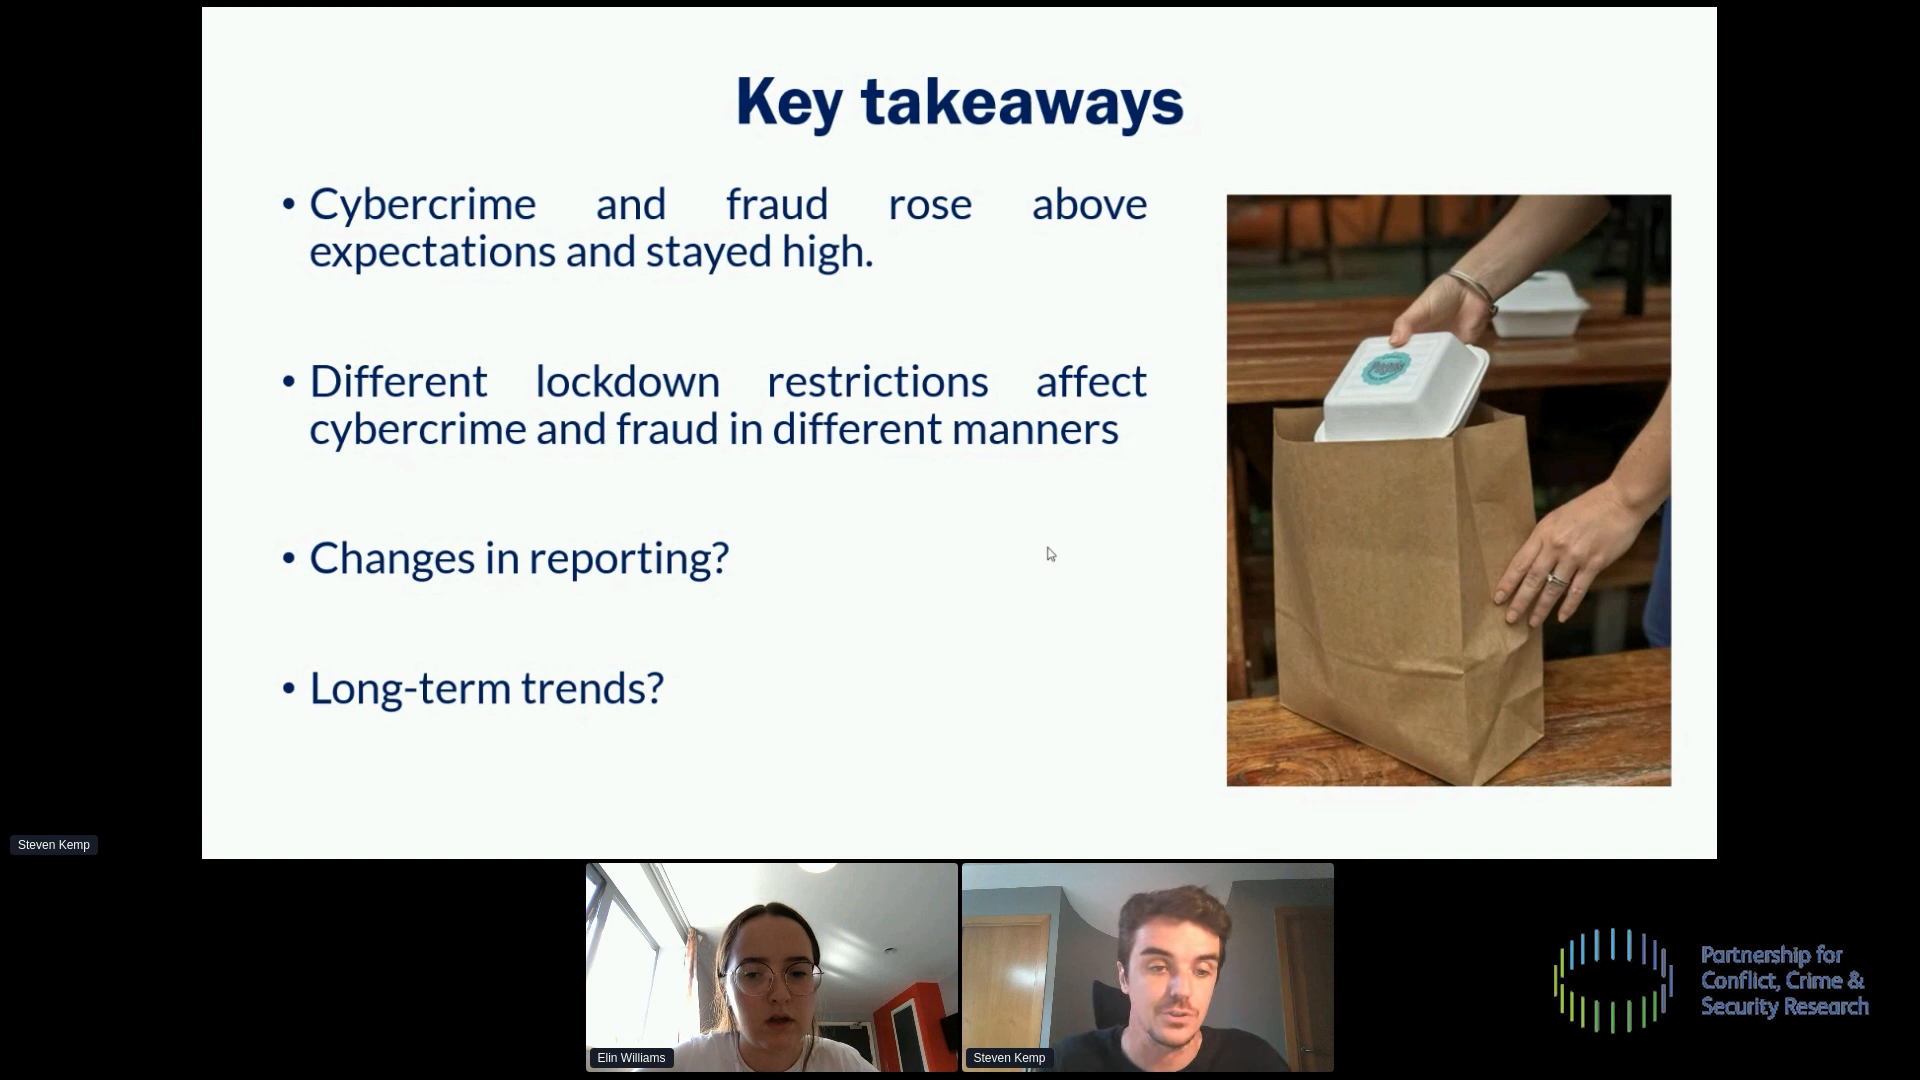 Key takeaways
• Cybercrime and fraud rose above
expectations and stayed high.
• Different lockdown restrictions affect
cybercrime and fraud in different manners
• Changes in reporting?
• Long-term trends?
Steven Kemp
Elin Williams
Steven Kemp
Partnership for
Conflict, Crime &
Security Research